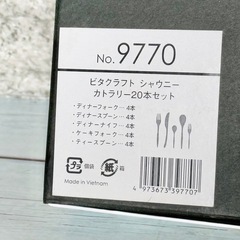 No. 9770
ビタクラフト シャウニー
カトラリー20本セット
・ディナーフォーク… 4本
・ディナースプーン… 4本
・ディナーナイフ… 4本
・ケーキフォーク… 4本
・ティースプーン… 4本
プラ 個装 紙 箱
Made in Vietnam
4 973673 397707